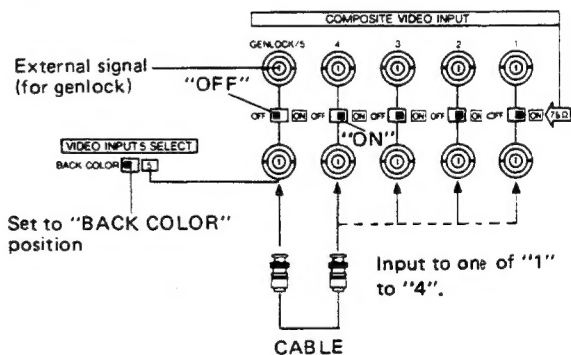 COMPOSITE VIDEO INPUT
GENLOCK/5 4 3 2 1
External signal
(for genlock)
"OFF"
OFF ON OFF ON OFF ON OFF ON OFF ON 75Ω
"ON"
VIDEO INPUT 5 SELECT
BACK COLOR 5
Set to "BACK COLOR"
position
Input to one of "1"
to "4".
CABLE